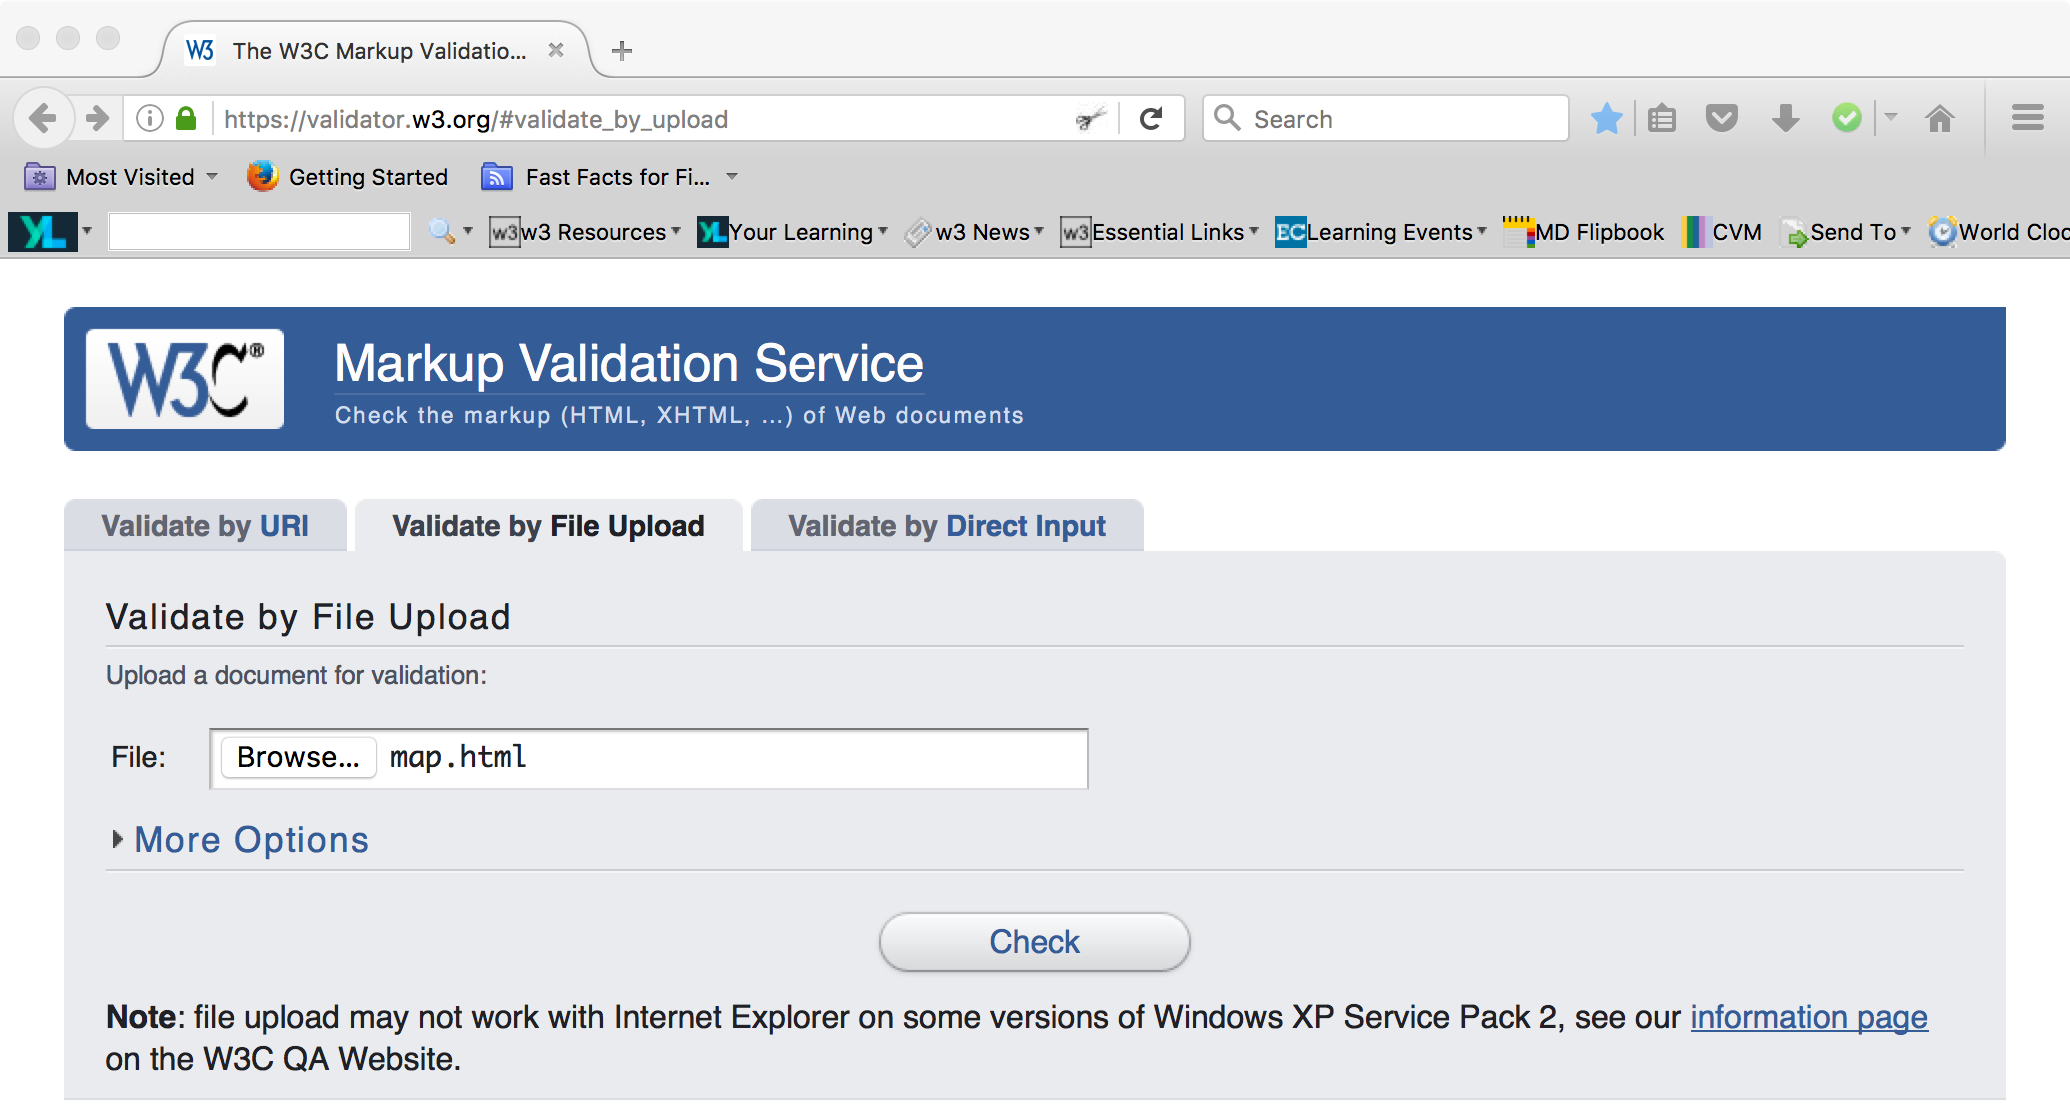 W3 The W3C Markup Validatio...
https://validator.w3.org/#validate_by_upload Search
Most Visited Getting Started Fast Facts for Fi...
YL w3 w3 Resources YL Your Learning w3 News w3 Essential Links EC Learning Events MD Flipbook CVM Send To World Cloc
W3C® Markup Validation Service
Check the markup (HTML, XHTML, ...) of Web documents
Validate by URI Validate by File Upload Validate by Direct Input
Validate by File Upload
Upload a document for validation:
File: Browse... map.html
More Options
Check
Note: file upload may not work with Internet Explorer on some versions of Windows XP Service Pack 2, see our information page
on the W3C QA Website.